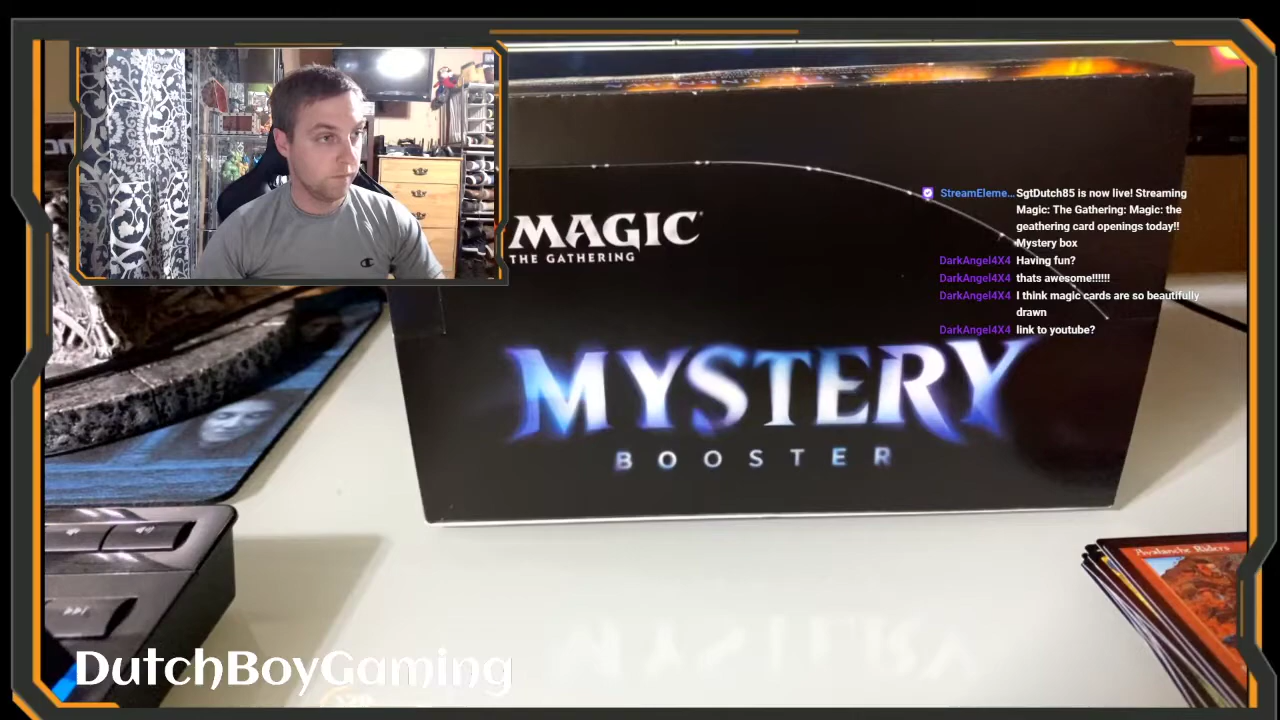 MAGIC
THE GATHERING
StreamEleme... SgtDutch85 is now live! Streaming
Magic: The Gathering: Magic: the
geathering card openings today!!
Mystery box
DarkAngel4X4 Having fun?
DarkAngel4X4 thats awesome!!!!!!
DarkAngel4X4 I think magic cards are so beautifully
drawn
DarkAngel4X4 link to youtube?
MYSTERY
BOOSTER
Avalanche Riders
DutchBoyGaming